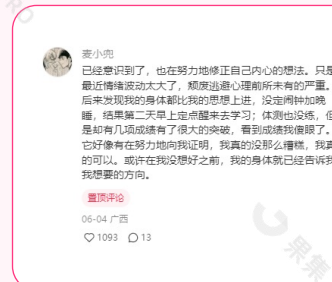 麦小兜
已经意识到了，也在努力地修正自己内心的想法。只是
最近情绪波动太大了，颓废逃避心理前所未有的严重。
后来发现我的身体都比我的思想上进，没定闹钟加晚
睡，结果第二天早上定点醒来去学习；体测也没练，但
是却有几项成绩有了很大的突破，看到成绩我傻眼了。
它好像有在努力地向我证明，我真的没那么糟糕，我真
的可以。或许在我没想好之前，我的身体就已经告诉我
我想要的方向。
置顶评论
06-04 广西
1093 13
果集